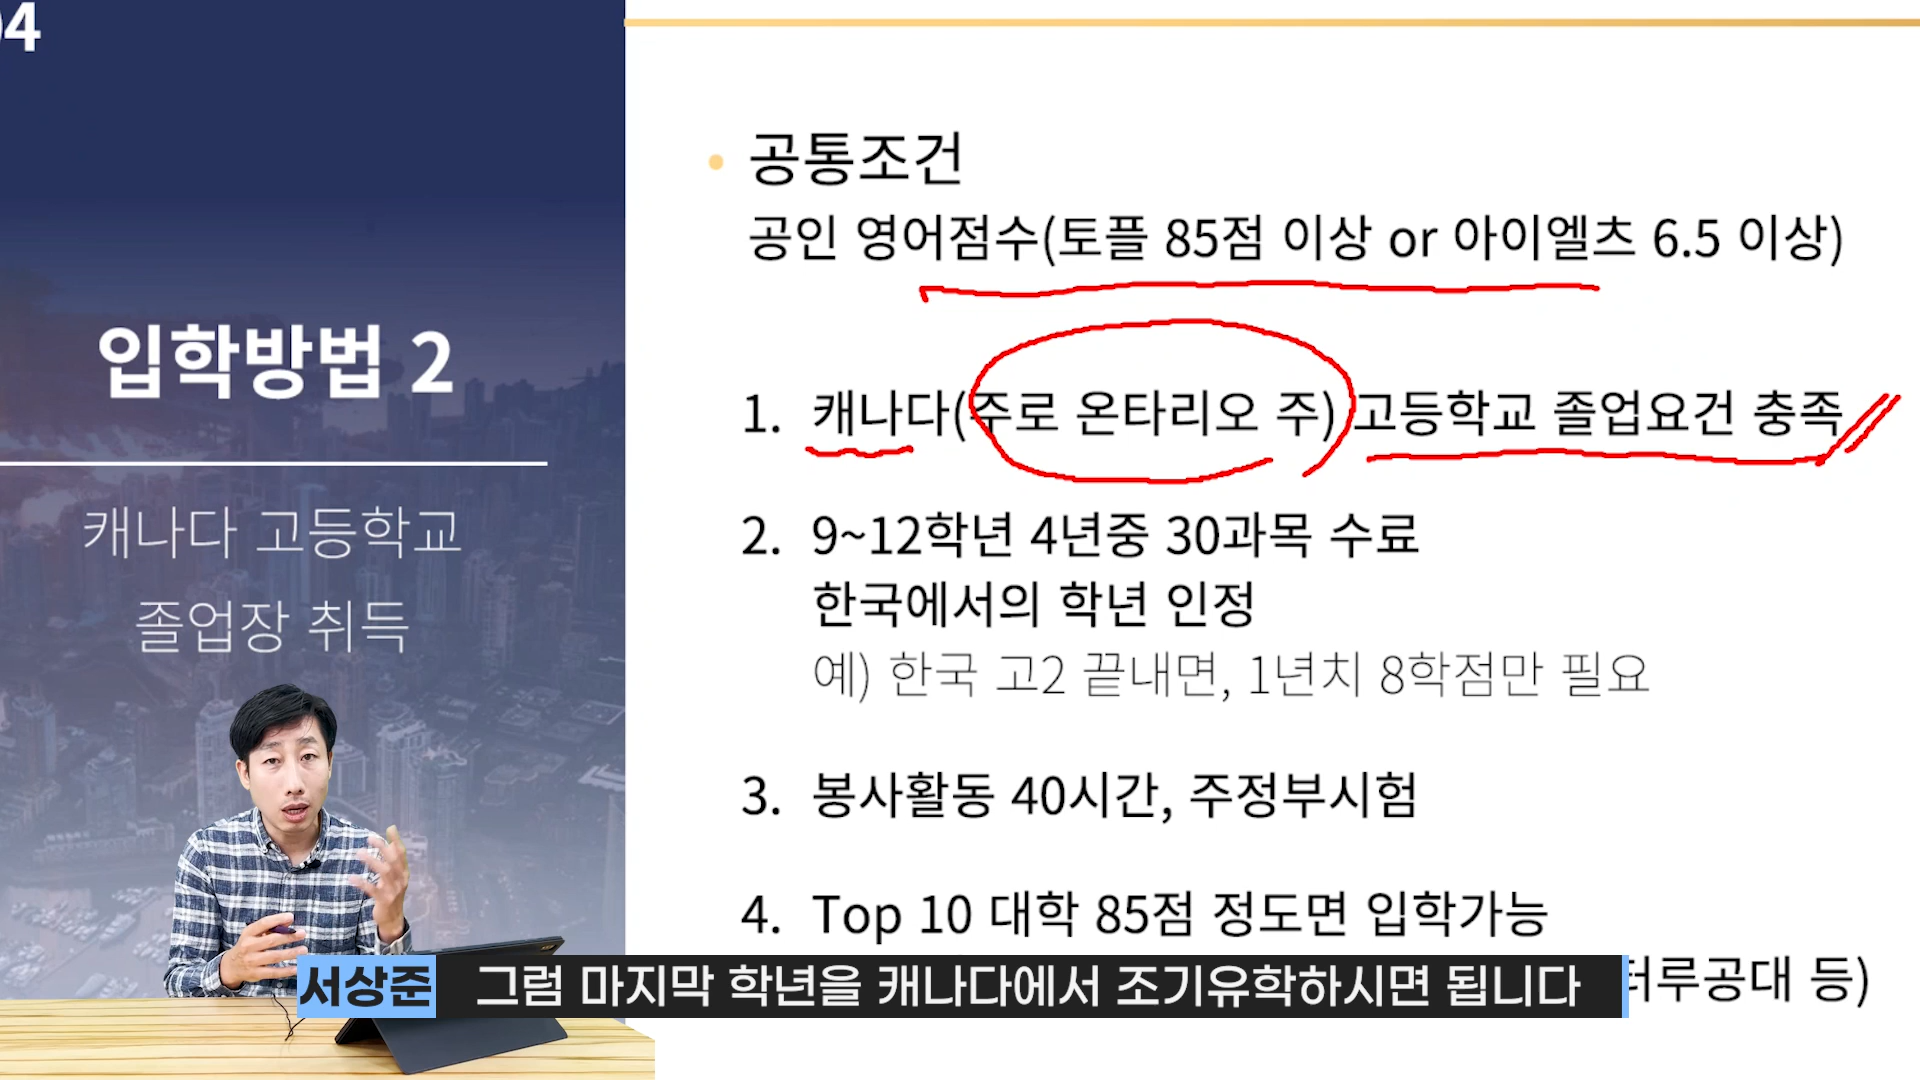 04
입학방법 2
캐나다 고등학교
졸업장 취득
공통조건
공인 영어점수(토플 85점 이상 or 아이엘츠 6.5 이상)
1. 캐나다(주로 온타리오 주) 고등학교 졸업요건 충족
2. 9~12학년 4년중 30과목 수료
한국에서의 학년 인정
예) 한국 고2 끝내면, 1년치 8학점만 필요
3. 봉사활동 40시간, 주정부시험
4. Top 10 대학 85점 정도면 입학가능
터루공대 등)
서상준 그럼 마지막 학년을 캐나다에서 조기유학하시면 됩니다